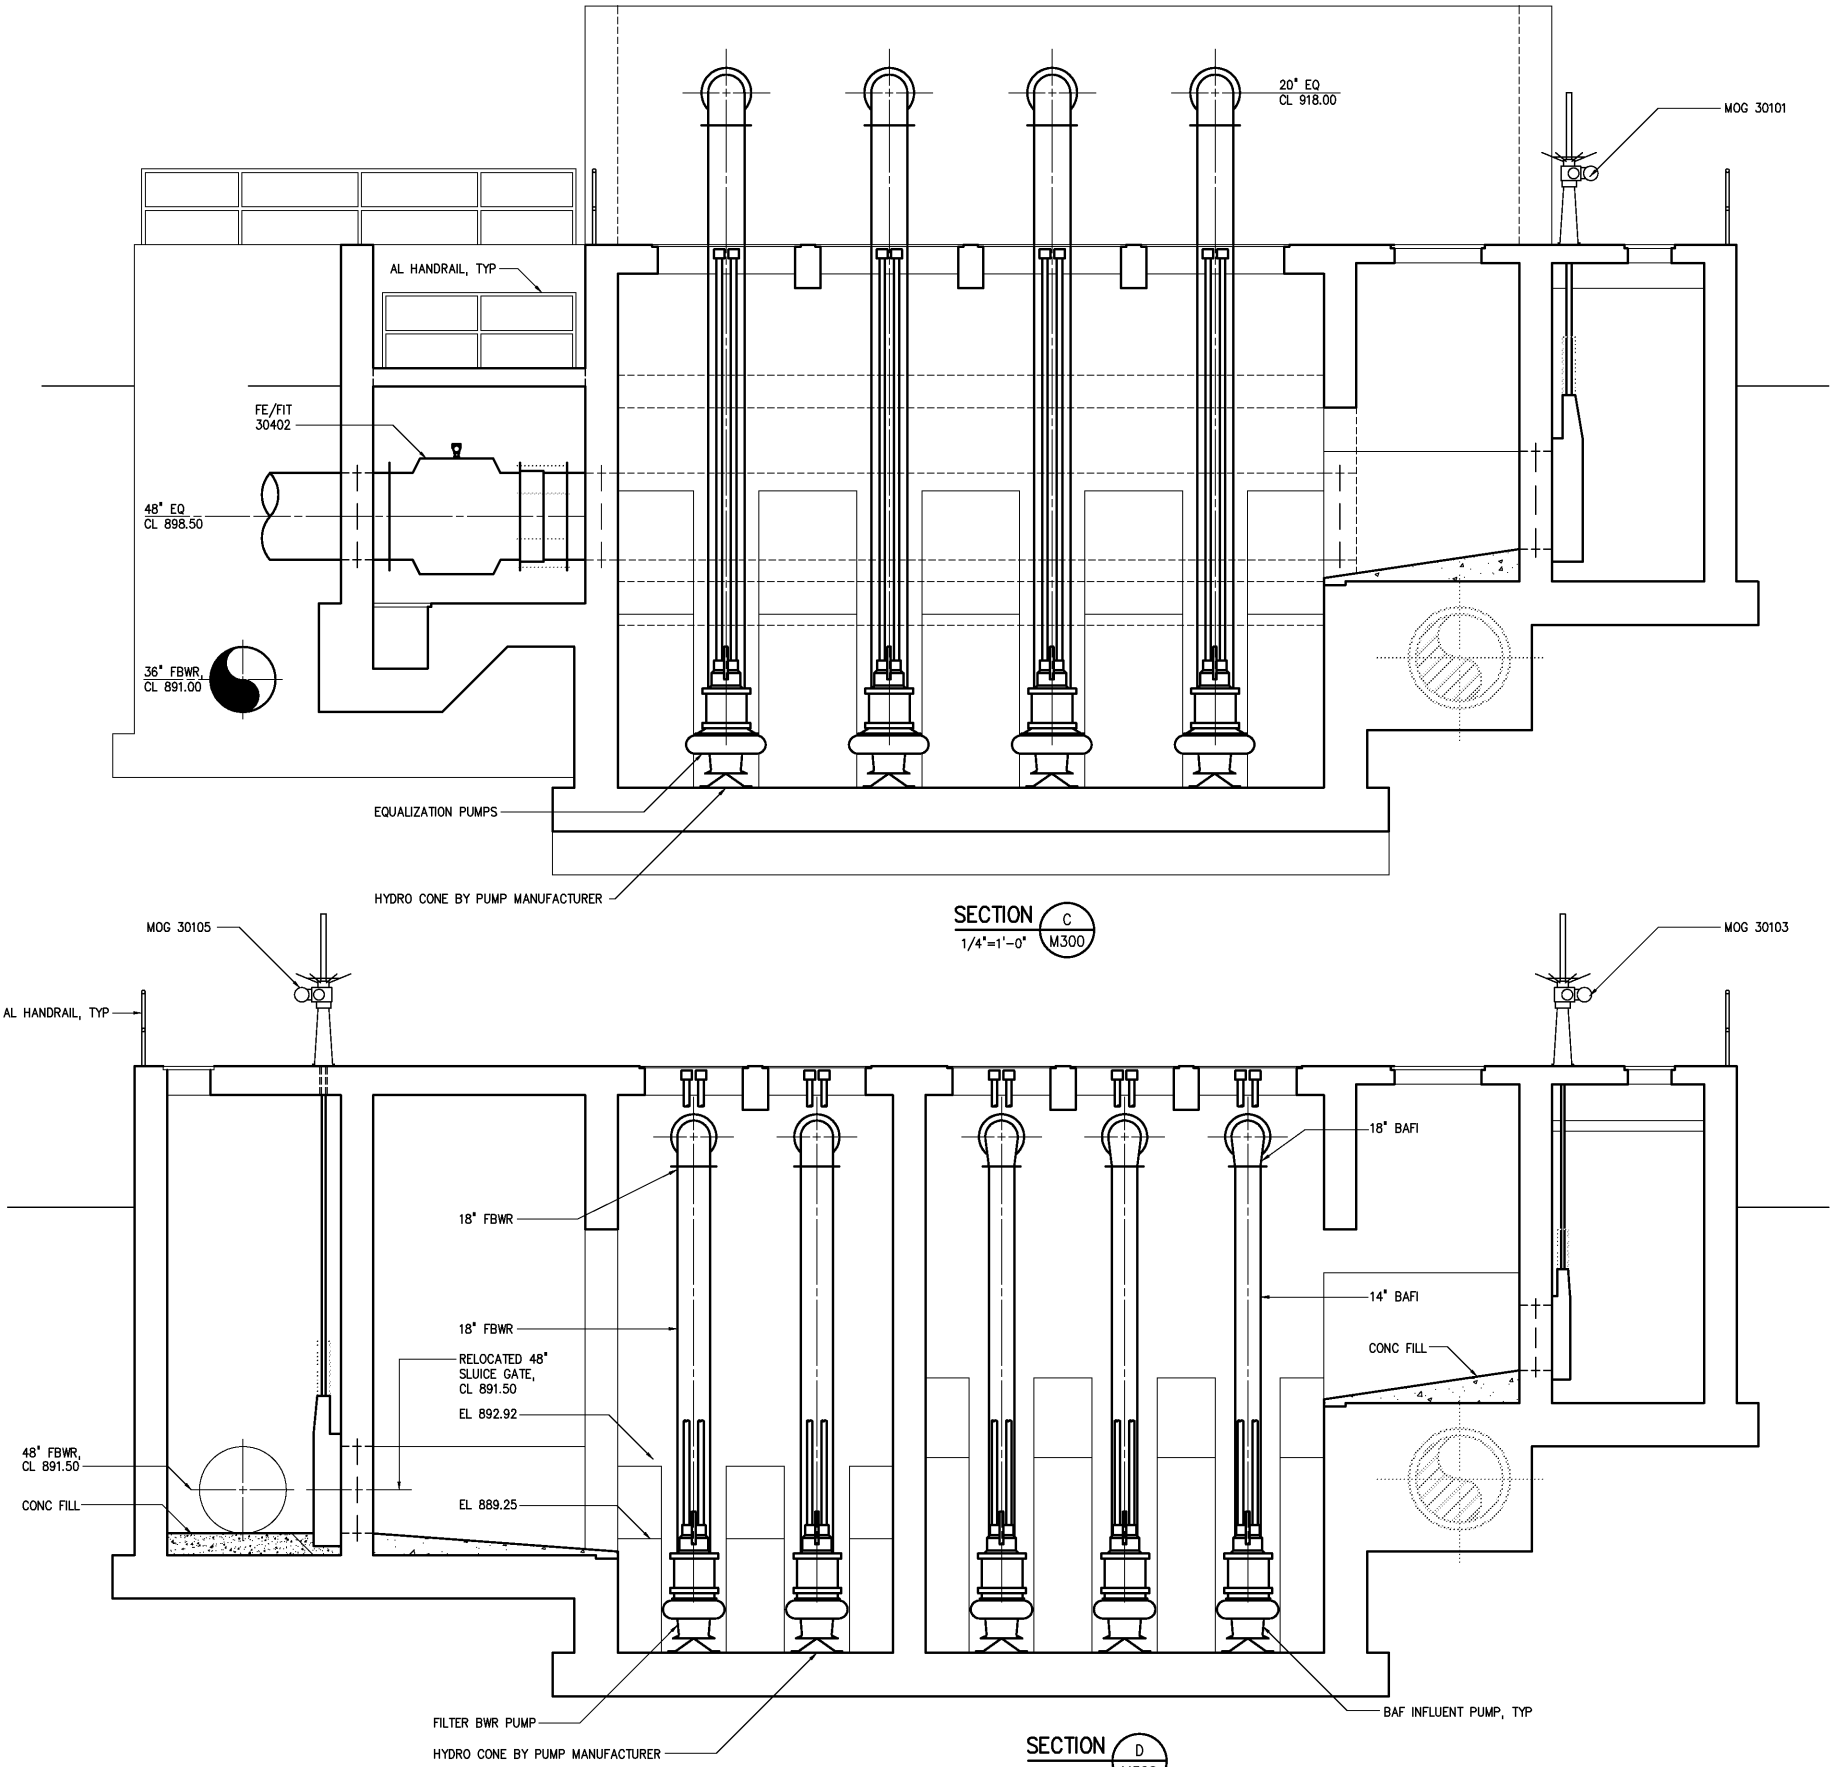 20" EQ
CL 918.00
MOG 30101
AL HANDRAIL, TYP
FE/FIT
30402
48" EQ
CL 898.50
36" FBWR,
CL 891.00
EQUALIZATION PUMPS
HYDRO CONE BY PUMP MANUFACTURER
SECTION C
1/4"=1'-0" M300
MOG 30105
MOG 30103
AL HANDRAIL, TYP
18" BAFI
18" FBWR
14" BAFI
18" FBWR
CONC FILL
RELOCATED 48"
SLUICE GATE,
CL 891.50
EL 892.92
48" FBWR,
CL 891.50
CONC FILL
EL 889.25
BAF INFLUENT PUMP, TYP
FILTER BWR PUMP
HYDRO CONE BY PUMP MANUFACTURER
SECTION D